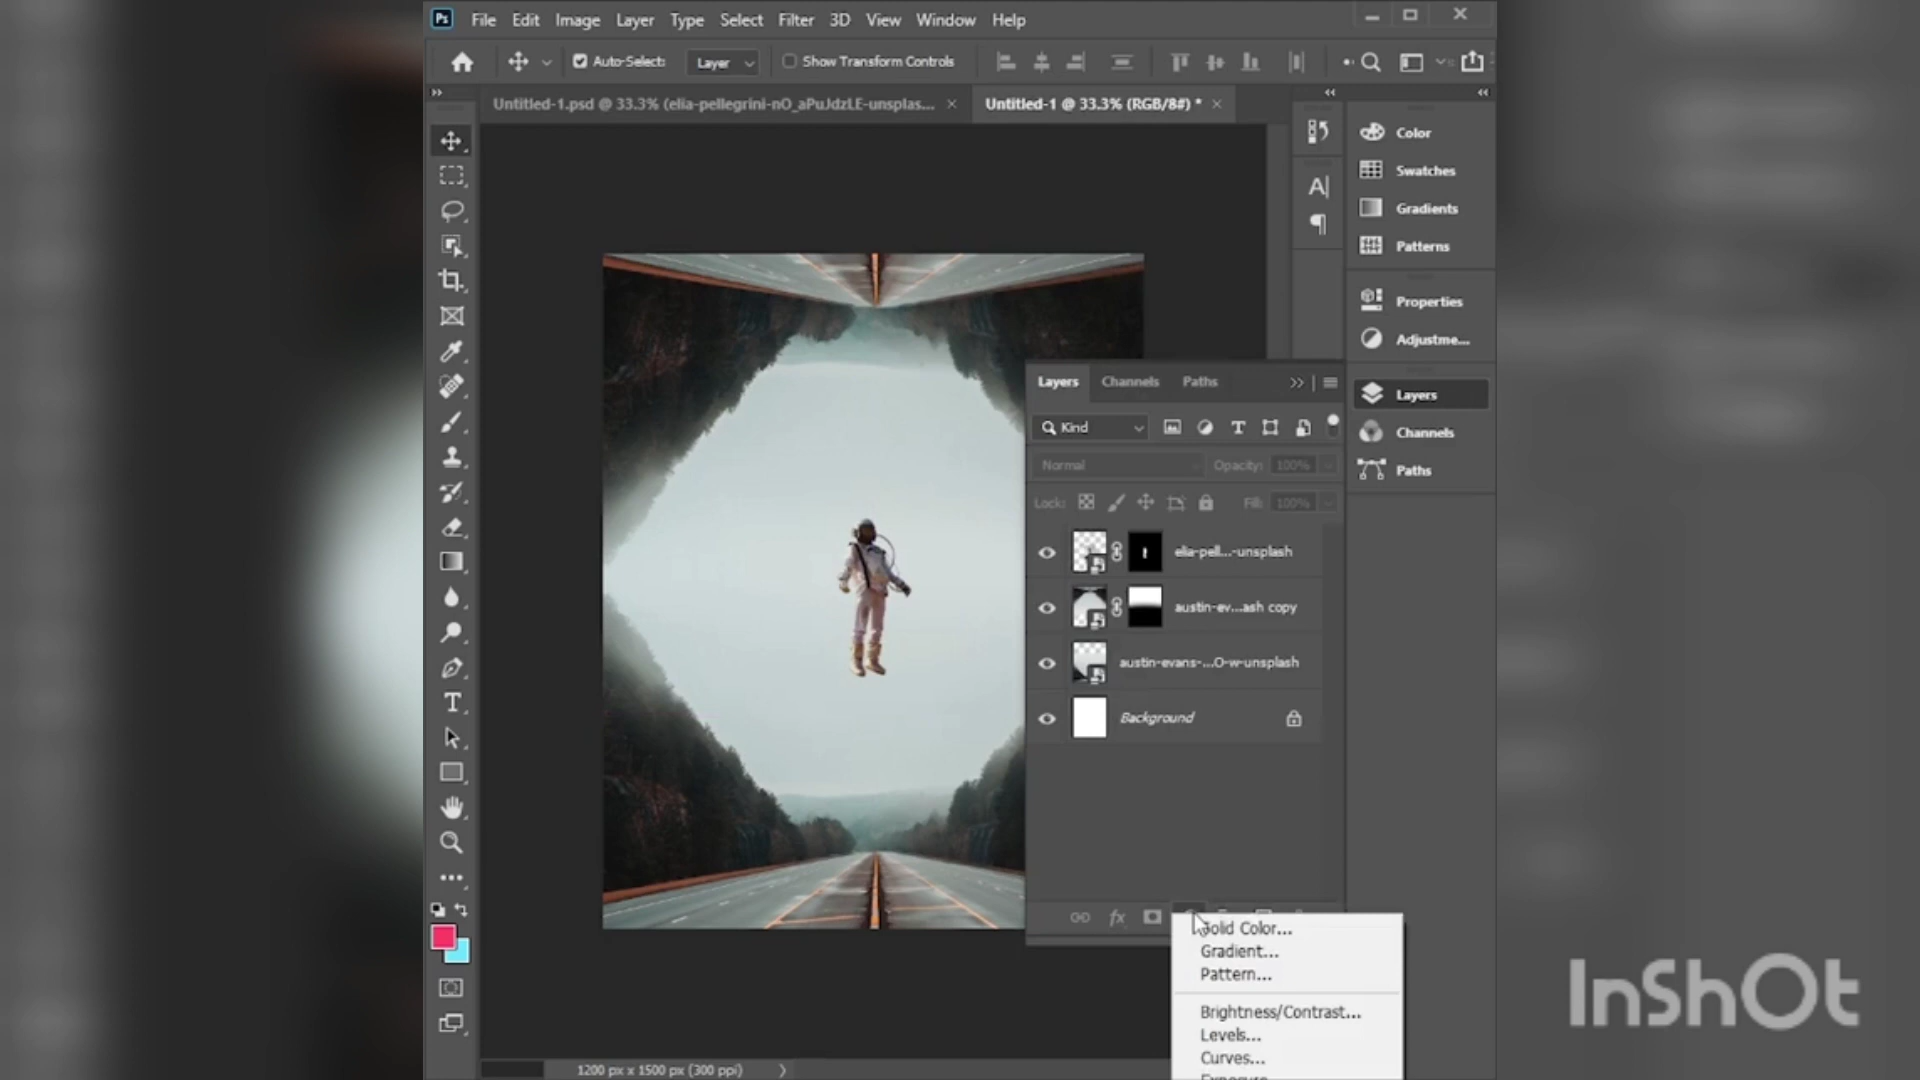 Ps File Edit Image Layer Type Select Filter 3D View Window Help
Auto-Select: Layer Show Transform Controls
Untitled-1.psd @ 33.3% (elia-pellegrini-nO_aPuJdzLE-unsplas... × Untitled-1 @ 33.3% (RGB/8#) * ×
Color
Swatches
Gradients
Patterns
Properties
Adjustme...
Layers
Channels
Paths
Layers Channels Paths
Kind
Normal Opacity: 100%
Lock: Fill: 100%
elia-pell...-unsplash
austin-ev...ash copy
austin-evans-...O-w-unsplash
Background
fx
Solid Color...
Gradient...
Pattern...
Brightness/Contrast...
Levels...
Curves...
1200 px x 1500 px (300 ppi)
InShOt